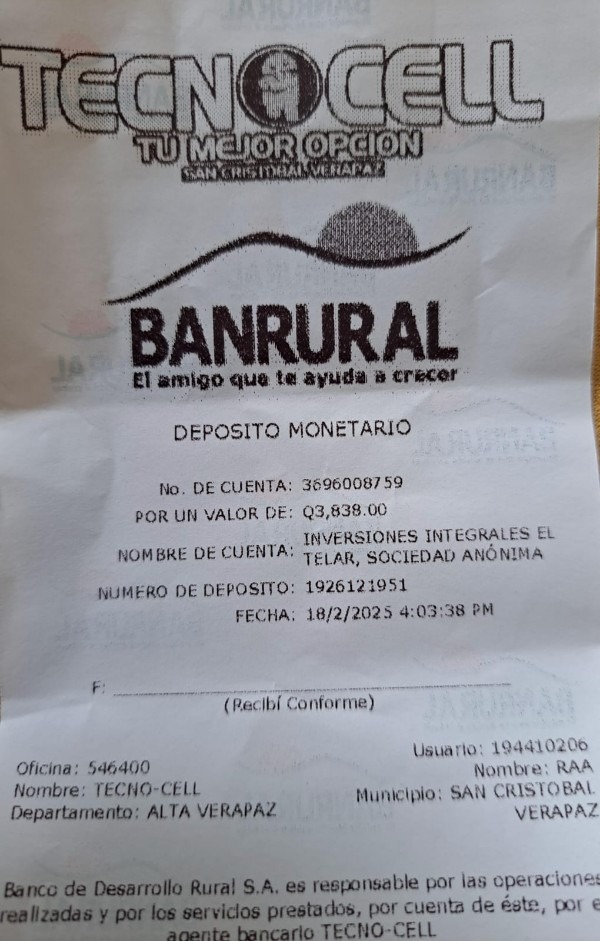 TECNOCELL
TU MEJOR OPCION
SAN CRISTOBAL VERAPAZ
BANRURAL
El amigo que te ayuda a crecer
DEPOSITO MONETARIO
No. DE CUENTA: 3696008759
POR UN VALOR DE: Q3,838.00
NOMBRE DE CUENTA: INVERSIONES INTEGRALES EL
TELAR, SOCIEDAD ANÓNIMA
NUMERO DE DEPOSITO: 1926121951
FECHA: 18/2/2025 4:03:38 PM
F:
(Recibí Conforme)
Usuario: 194410206
Oficina: 546400
Nombre: RAA
Nombre: TECNO-CELL
Municipio: SAN CRISTOBAL
VERAPAZ
Departamento: ALTA VERAPAZ
Banco de Desarrollo Rural S.A. es responsable por las operaciones
realizadas y por los servicios prestados, por cuenta de éste, por e
agente bancario TECNO-CELL